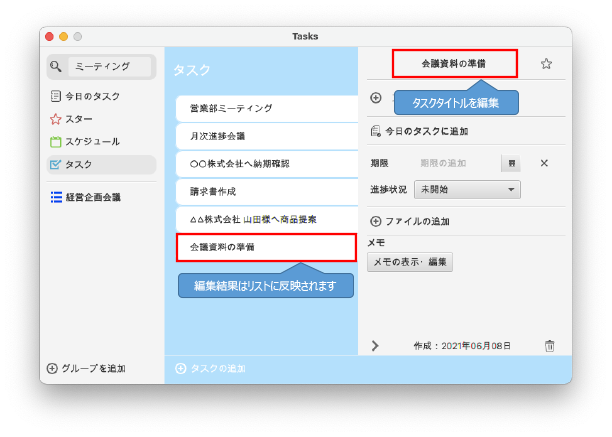 Tasks
ミーティング
今日のタスク
スター
スケジュール
タスク
経営企画会議
グループを追加
タスク
営業部ミーティング
月次進捗会議
〇〇株式会社へ納期確認
請求書作成
△△株式会社 山田様へ商品提案
会議資料の準備
編集結果はリストに反映されます
タスクの追加
会議資料の準備
タスクタイトルを編集
今日のタスクに追加
期限
期限の追加
進捗状況
未開始
ファイルの追加
メモ
メモの表示・編集
作成：2021年06月08日